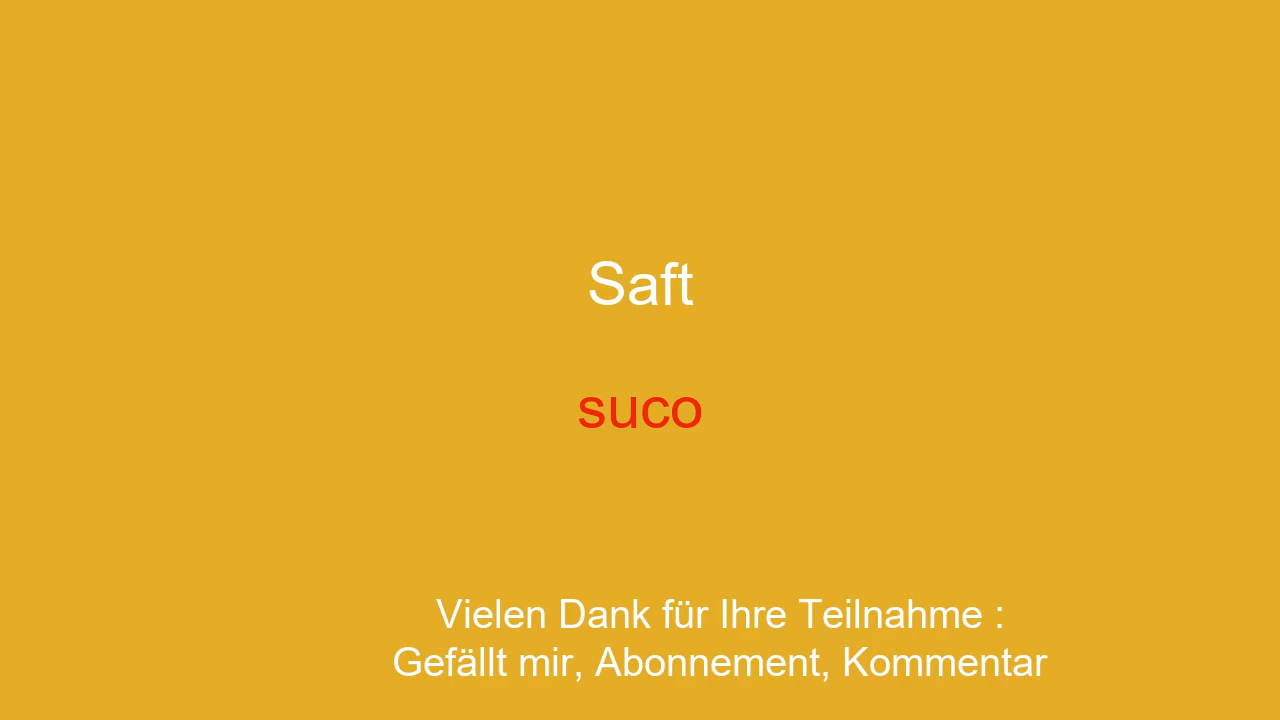 Saft
suco
Vielen Dank für Ihre Teilnahme :
Gefällt mir, Abonnement, Kommentar